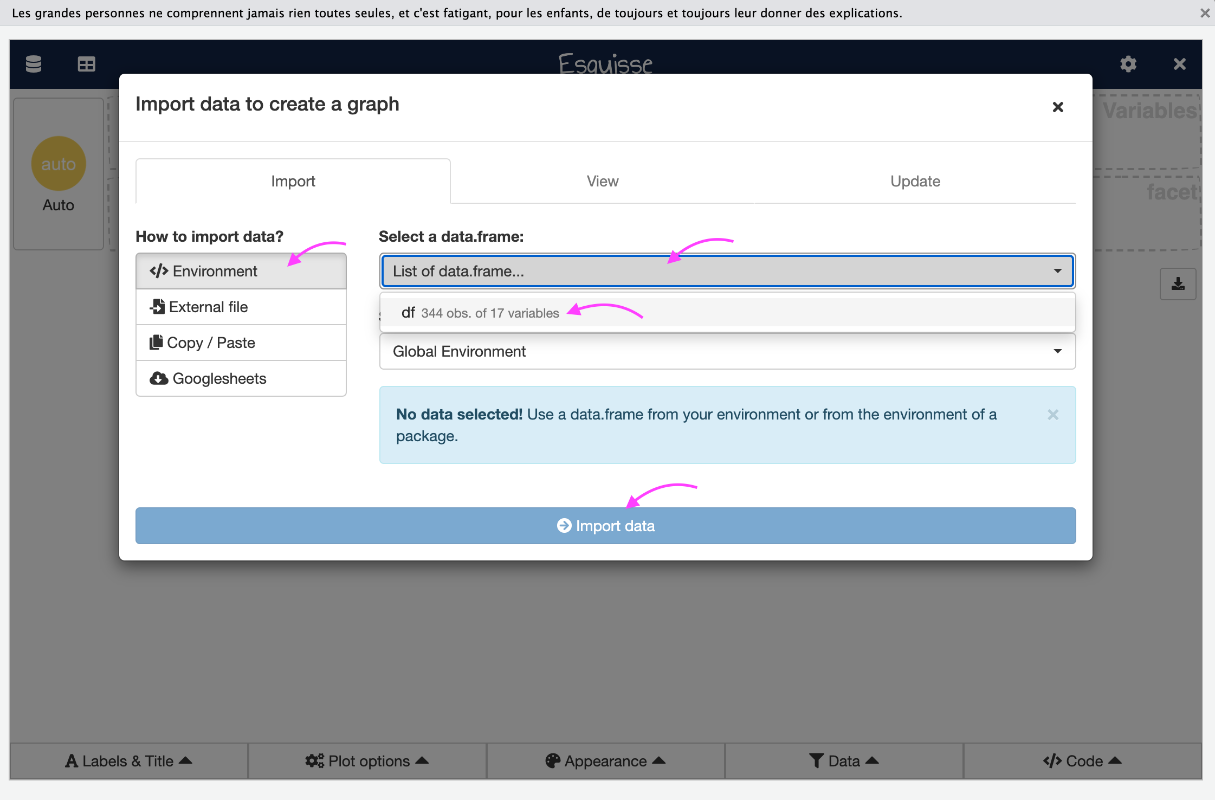 Les grandes personnes ne comprennent jamais rien toutes seules, et c'est fatigant, pour les enfants, de toujours et toujours leur donner des explications.
Esquisse
Import data to create a graph
Variables
auto
Auto
facet
Import
View
Update
How to import data?
Environment
External file
Copy / Paste
Googlesheets
Select a data.frame:
List of data.frame...
df 344 obs. of 17 variables
Global Environment
No data selected! Use a data.frame from your environment or from the environment of a
package.
Import data
Labels & Title
Plot options
Appearance
Data
Code